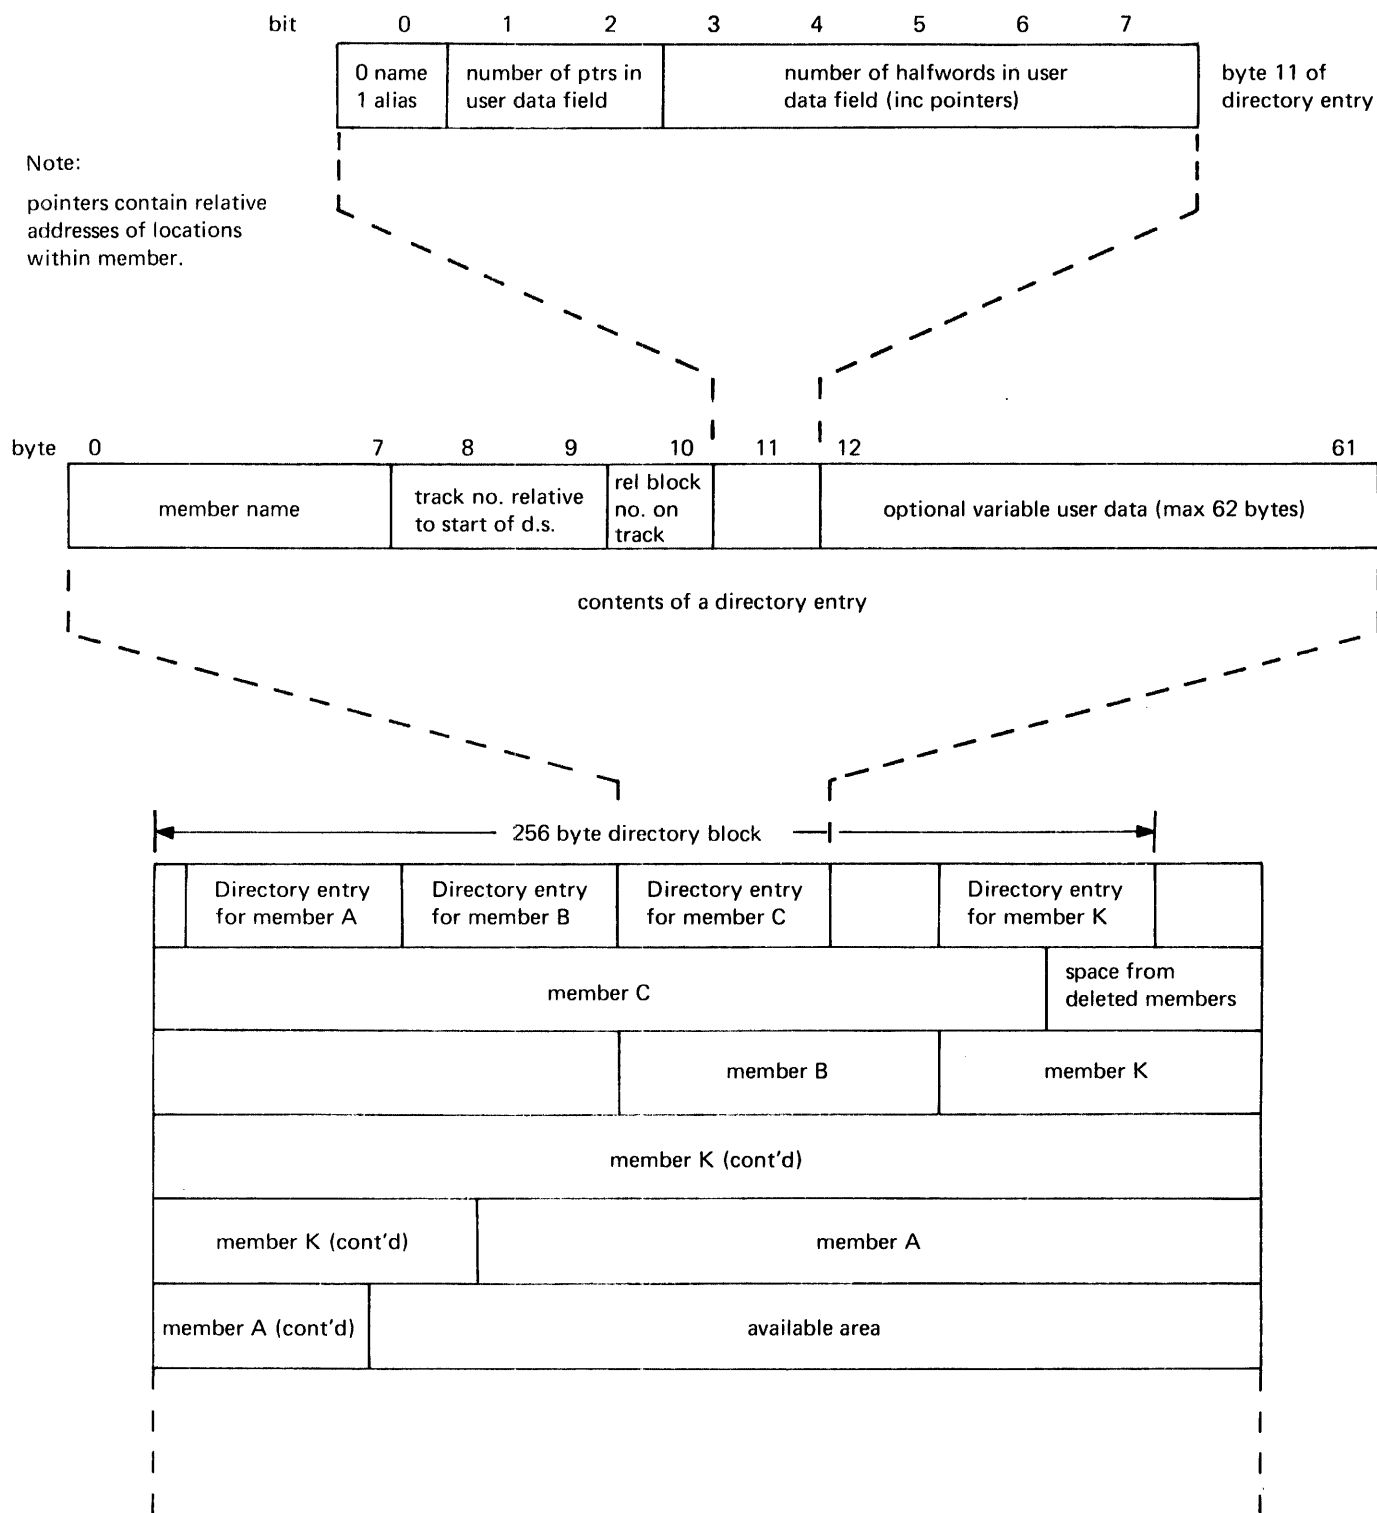 bit 0 1 2 3 4 5 6 7
0 name
1 alias
number of ptrs in
user data field
number of halfwords in user
data field (inc pointers)
byte 11 of
directory entry
Note:
pointers contain relative
addresses of locations
within member.
byte 0 7 8 9 10 11 12 61
member name
track no. relative
to start of d.s.
rel block
no. on
track
optional variable user data (max 62 bytes)
contents of a directory entry
256 byte directory block
Directory entry
for member A
Directory entry
for member B
Directory entry
for member C
Directory entry
for member K
member C
space from
deleted members
member B
member K
member K (cont'd)
member K (cont'd)
member A
member A (cont'd)
available area